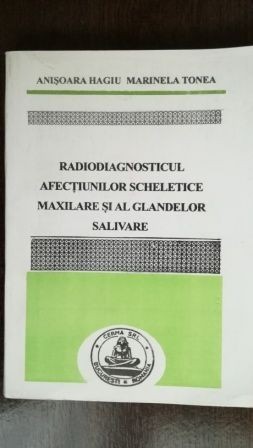 ANIŞOARA HAGIU MARINELA TONEA
RADIODIAGNOSTICUL
AFECŢIUNILOR SCHELETICE
MAXILARE ŞI AL GLANDELOR
SALIVARE
CERMA SRL
BUCUREŞTI * ROMANIA